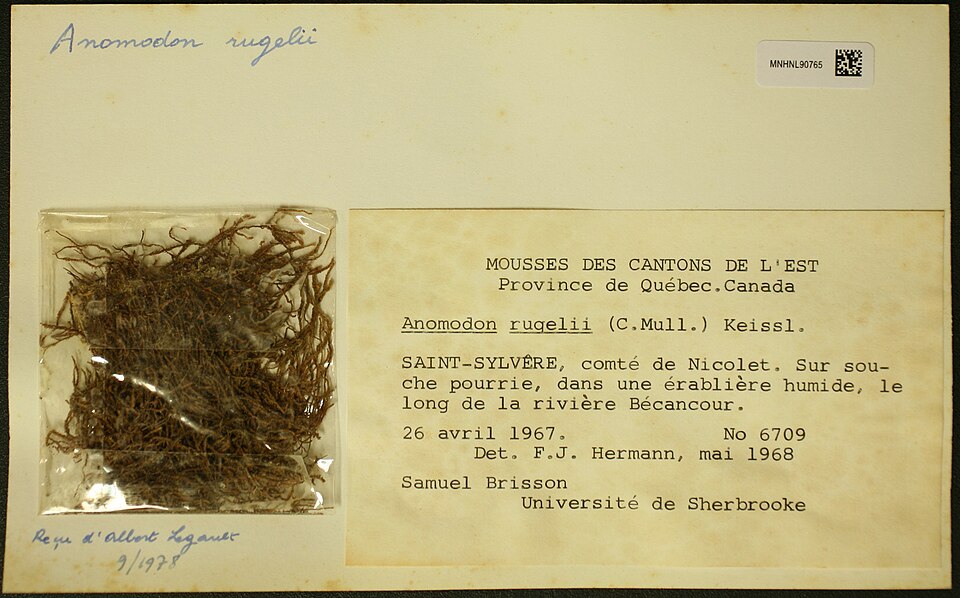 Anomodon rugelii
MNHNL90765
MOUSSES DES CANTONS DE L'EST
Province de Québec.Canada
Anomodon rugelii (C.Mull.) Keissl.
SAINT-SYLVÊRE, comté de Nicolet. Sur sou-
che pourrie, dans une érablière humide, le
long de la rivière Bécancour.
26 avril 1967. No 6709
Det. F.J. Hermann, mai 1968
Samuel Brisson
Université de Sherbrooke
Reçu d'Albert Legault
9/1978